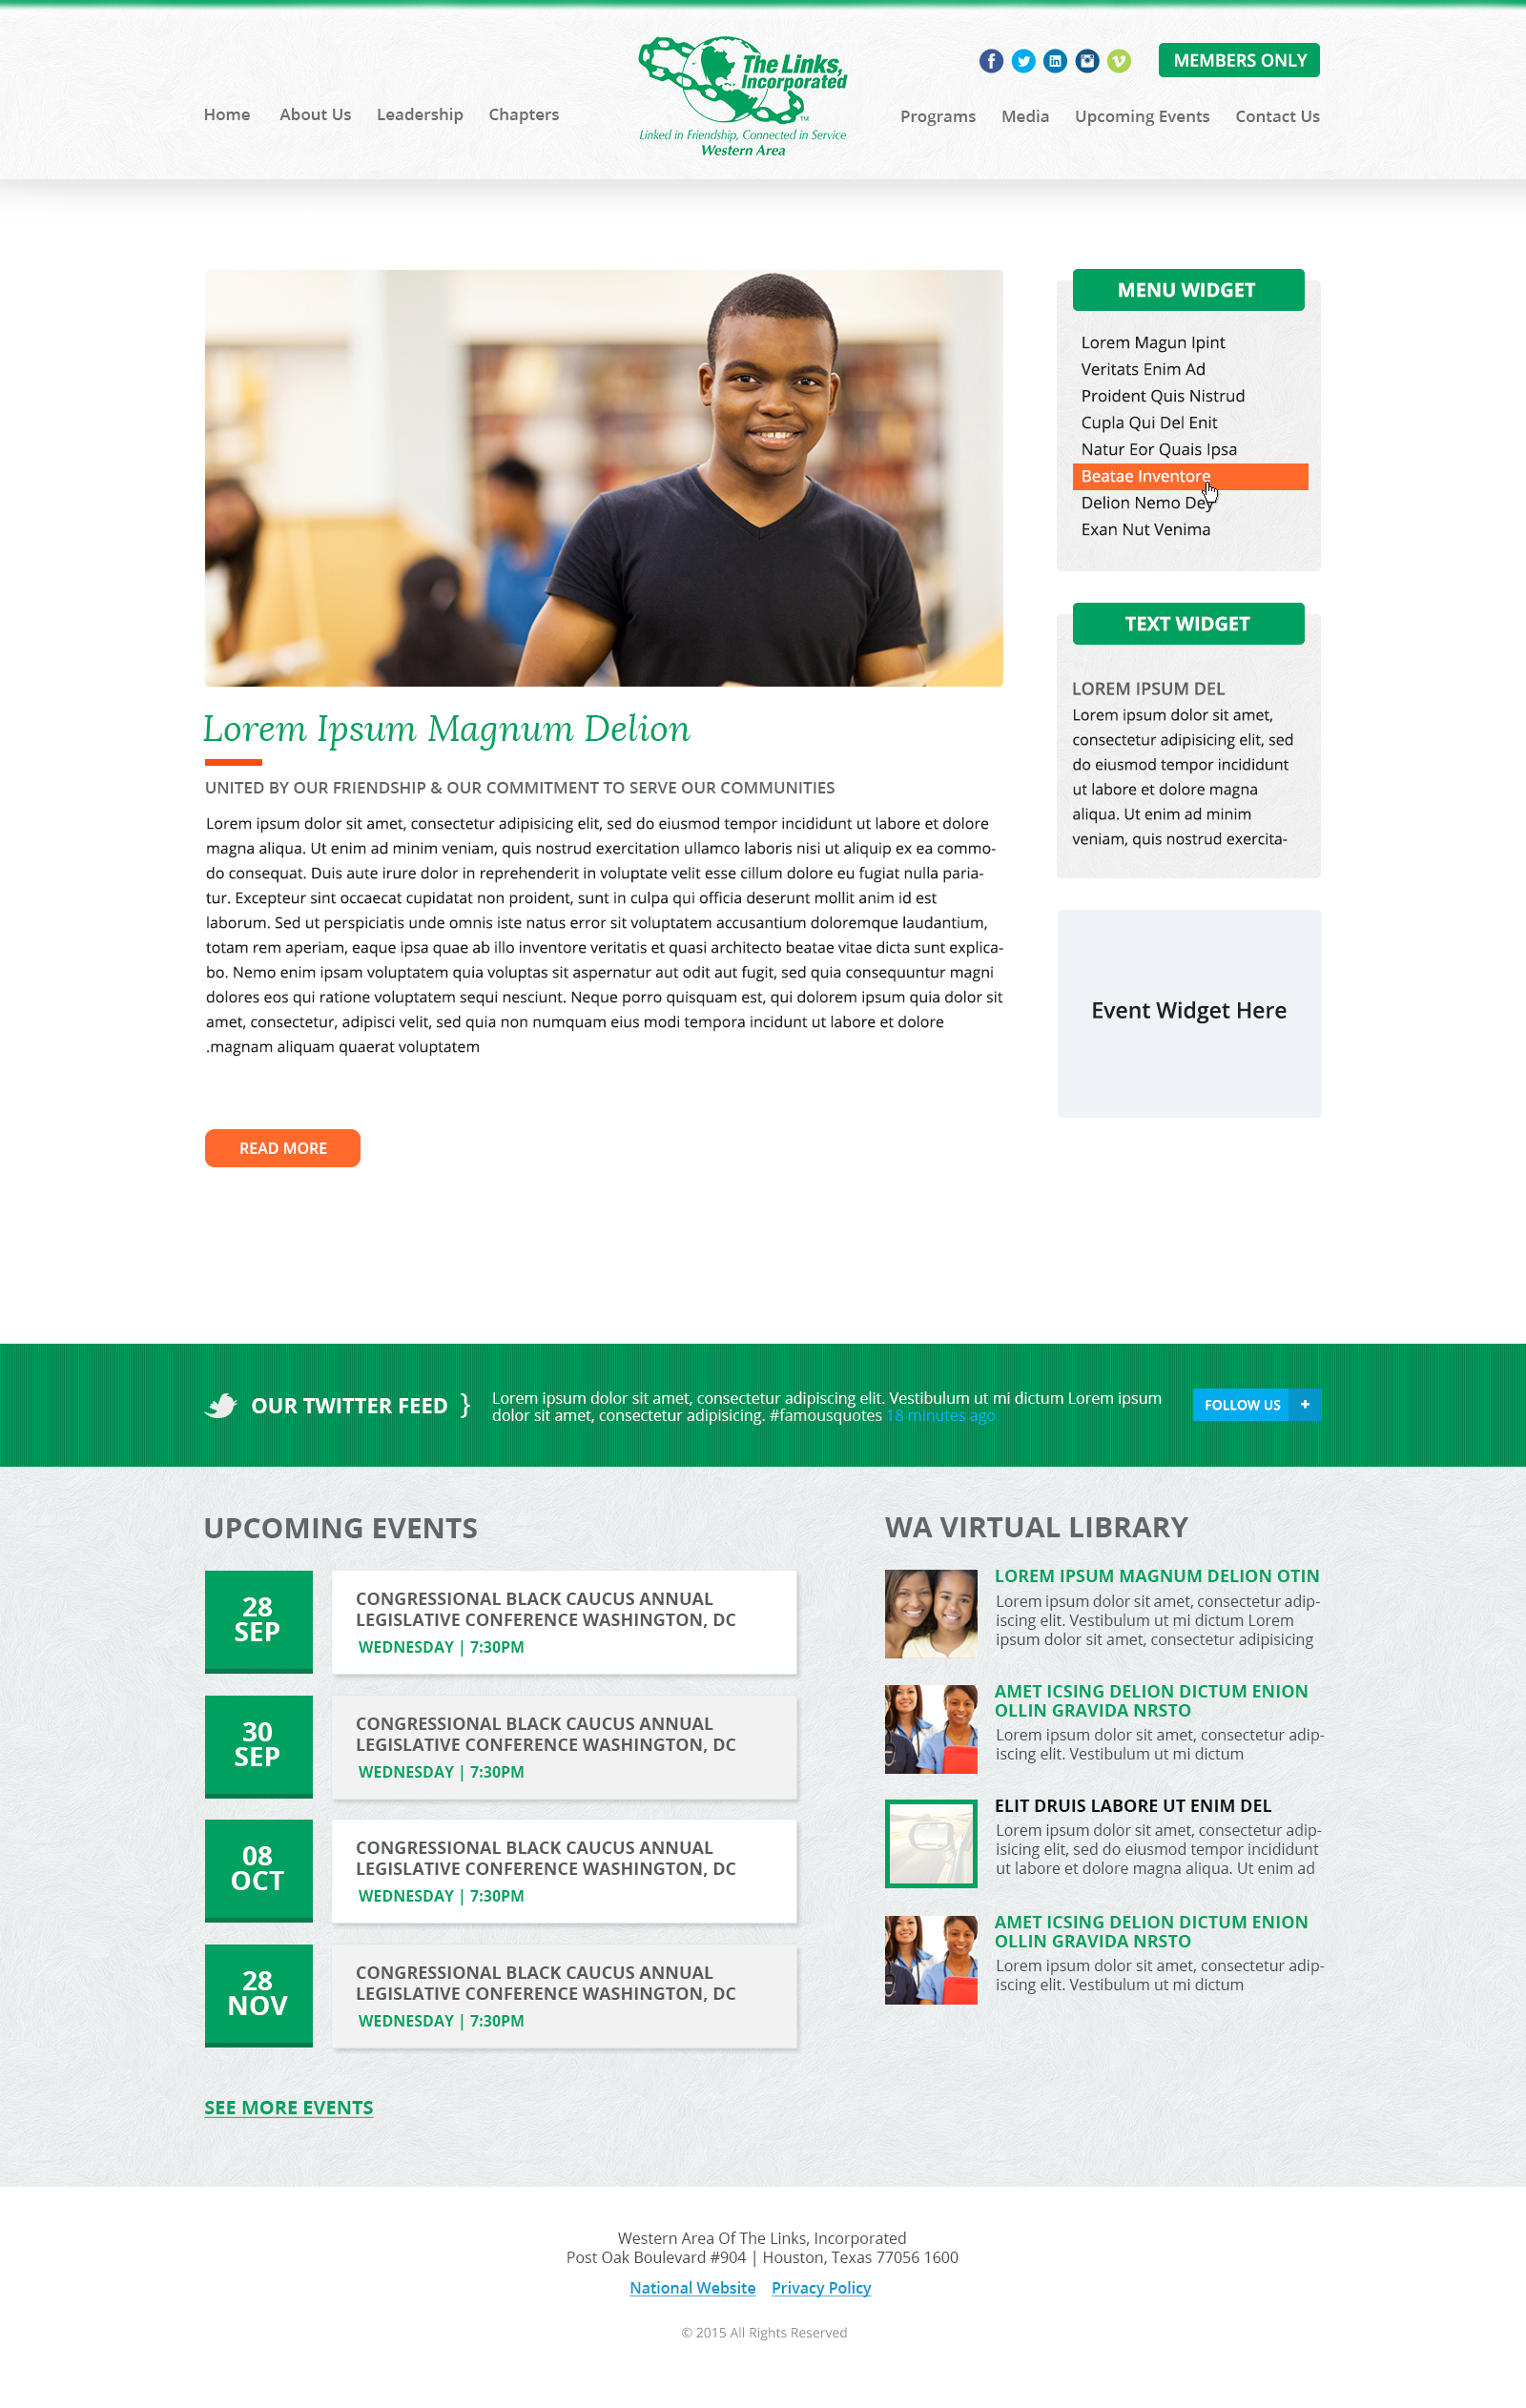 The Links,
Incorporated
TM
Linked in Friendship, Connected in Service
Western Area
MEMBERS ONLY
Home About Us Leadership Chapters
Programs Media Upcoming Events Contact Us
Lorem Ipsum Magnum Delion
UNITED BY OUR FRIENDSHIP & OUR COMMITMENT TO SERVE OUR COMMUNITIES
Lorem ipsum dolor sit amet, consectetur adipisicing elit, sed do eiusmod tempor incididunt ut labore et dolore
magna aliqua. Ut enim ad minim veniam, quis nostrud exercitation ullamco laboris nisi ut aliquip ex ea commo-
do consequat. Duis aute irure dolor in reprehenderit in voluptate velit esse cillum dolore eu fugiat nulla paria-
tur. Excepteur sint occaecat cupidatat non proident, sunt in culpa qui officia deserunt mollit anim id est
laborum. Sed ut perspiciatis unde omnis iste natus error sit voluptatem accusantium doloremque laudantium,
totam rem aperiam, eaque ipsa quae ab illo inventore veritatis et quasi architecto beatae vitae dicta sunt explica-
bo. Nemo enim ipsam voluptatem quia voluptas sit aspernatur aut odit aut fugit, sed quia consequuntur magni
dolores eos qui ratione voluptatem sequi nesciunt. Neque porro quisquam est, qui dolorem ipsum quia dolor sit
amet, consectetur, adipisci velit, sed quia non numquam eius modi tempora incidunt ut labore et dolore
.magnam aliquam quaerat voluptatem
READ MORE
MENU WIDGET
Lorem Magun Ipint
Veritats Enim Ad
Proident Quis Nistrud
Cupla Qui Del Enit
Natur Eor Quais Ipsa
Beatae Inventore
Delion Nemo Dey
Exan Nut Venima
TEXT WIDGET
LOREM IPSUM DEL
Lorem ipsum dolor sit amet,
consectetur adipisicing elit, sed
do eiusmod tempor incididunt
ut labore et dolore magna
aliqua. Ut enim ad minim
veniam, quis nostrud exercita-
Event Widget Here
OUR TWITTER FEED }
Lorem ipsum dolor sit amet, consectetur adipiscing elit. Vestibulum ut mi dictum Lorem ipsum
dolor sit amet, consectetur adipisicing. #famousquotes 18 minutes ago
FOLLOW US +
UPCOMING EVENTS
28
SEP
CONGRESSIONAL BLACK CAUCUS ANNUAL
LEGISLATIVE CONFERENCE WASHINGTON, DC
WEDNESDAY | 7:30PM
30
SEP
CONGRESSIONAL BLACK CAUCUS ANNUAL
LEGISLATIVE CONFERENCE WASHINGTON, DC
WEDNESDAY | 7:30PM
08
OCT
CONGRESSIONAL BLACK CAUCUS ANNUAL
LEGISLATIVE CONFERENCE WASHINGTON, DC
WEDNESDAY | 7:30PM
28
NOV
CONGRESSIONAL BLACK CAUCUS ANNUAL
LEGISLATIVE CONFERENCE WASHINGTON, DC
WEDNESDAY | 7:30PM
SEE MORE EVENTS
WA VIRTUAL LIBRARY
LOREM IPSUM MAGNUM DELION OTIN
Lorem ipsum dolor sit amet, consectetur adip-
iscing elit. Vestibulum ut mi dictum Lorem
ipsum dolor sit amet, consectetur adipisicing
AMET ICSING DELION DICTUM ENION
OLLIN GRAVIDA NRSTO
Lorem ipsum dolor sit amet, consectetur adip-
iscing elit. Vestibulum ut mi dictum
ELIT DRUIS LABORE UT ENIM DEL
Lorem ipsum dolor sit amet, consectetur adip-
isicing elit, sed do eiusmod tempor incididunt
ut labore et dolore magna aliqua. Ut enim ad
AMET ICSING DELION DICTUM ENION
OLLIN GRAVIDA NRSTO
Lorem ipsum dolor sit amet, consectetur adip-
iscing elit. Vestibulum ut mi dictum
Western Area Of The Links, Incorporated
Post Oak Boulevard #904 | Houston, Texas 77056 1600
National Website Privacy Policy
© 2015 All Rights Reserved